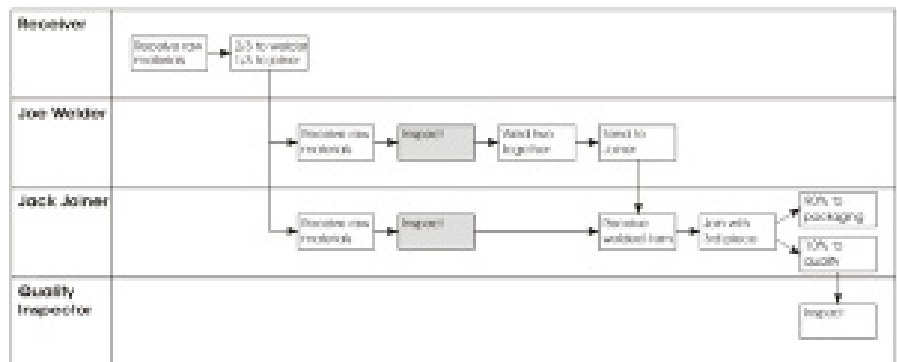 Receiver
Receive raw
materials
2/3 to welder
1/3 to joiner
Joe Welder
Receive raw
materials
Inspect
Weld two
together
Send to
Joiner
Jack Joiner
Receive raw
materials
Inspect
Receive
welded item
Join with
3rd piece
90% to
packaging
10% to
quality
Quality
Inspector
Inspect